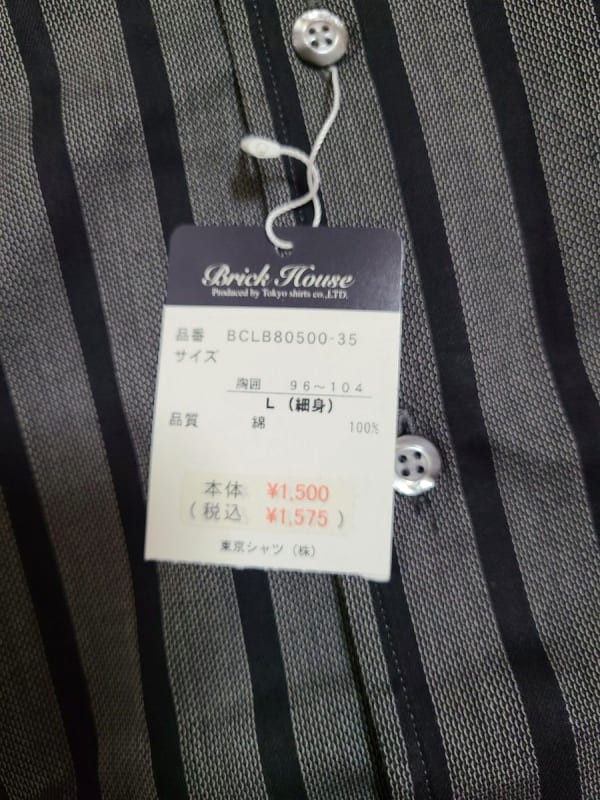 Brick House
Produced by Tokyo shirts co.,LTD.
品番 BCLB80500-35
サイズ
胸囲 96～104
L (細身)
品質 綿 100%
本体 ¥1,500
(税込 ¥1,575)
東京シャツ (株)